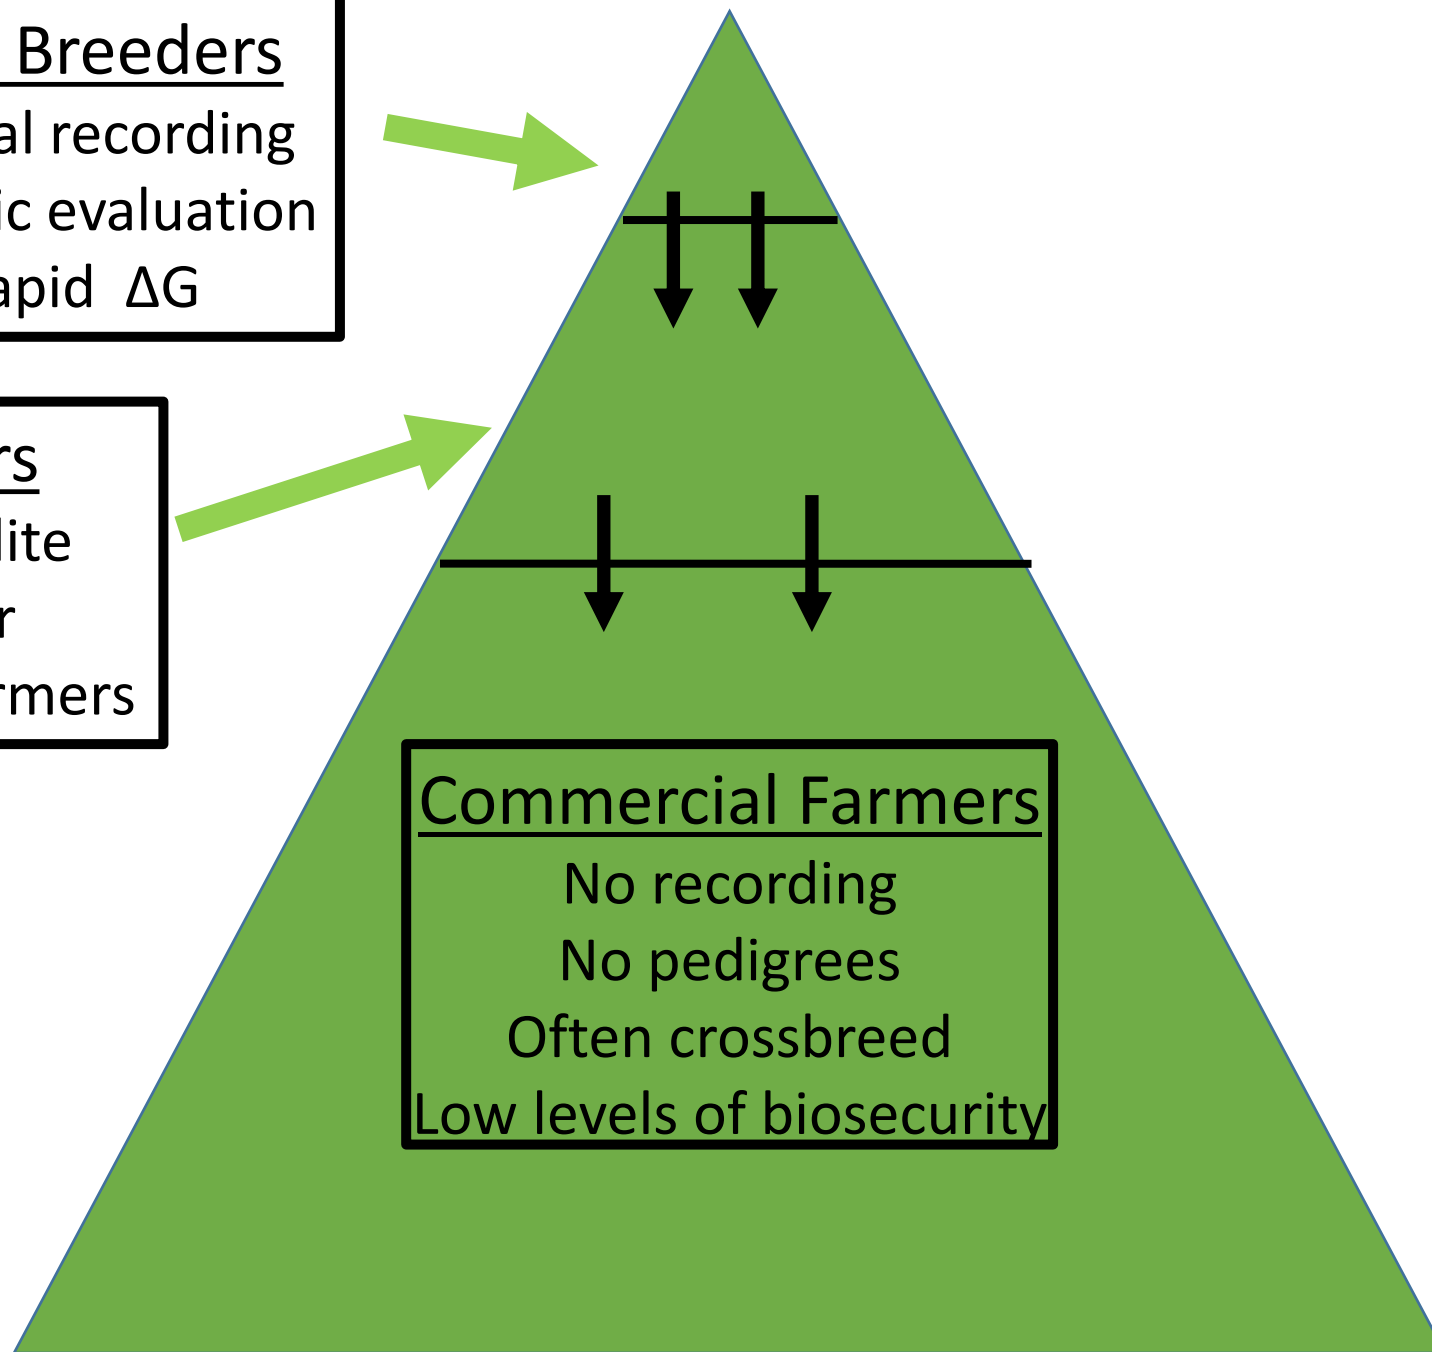 Breeders
al recording
ic evaluation
apid ΔG
rs
lite
r
rmers
Commercial Farmers
No recording
No pedigrees
Often crossbreed
Low levels of biosecurity